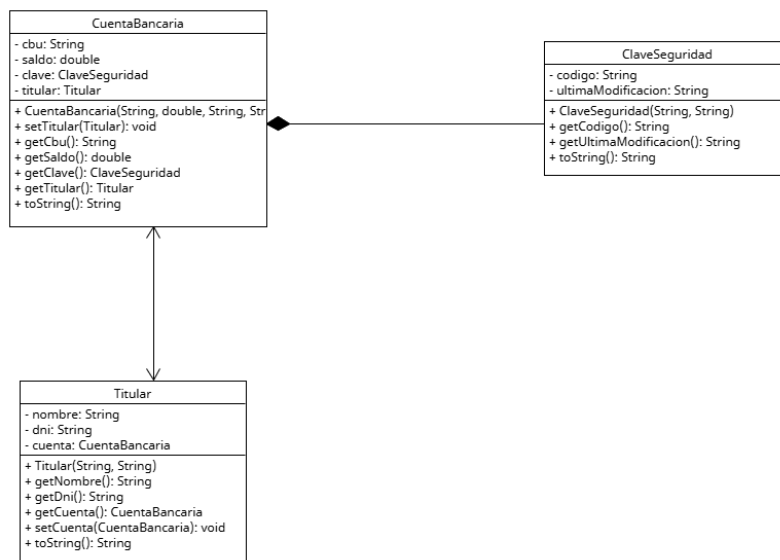 CuentaBancaria
- cbu: String
- saldo: double
- clave: ClaveSeguridad
- titular: Titular
+ CuentaBancaria(String, double, String, Str
+ setTitular(Titular): void
+ getCbu(): String
+ getSaldo(): double
+ getClave(): ClaveSeguridad
+ getTitular(): Titular
+ toString(): String
ClaveSeguridad
- codigo: String
- ultimaModificacion: String
+ ClaveSeguridad(String, String)
+ getCodigo(): String
+ getUltimaModificacion(): String
+ toString(): String
Titular
- nombre: String
- dni: String
- cuenta: CuentaBancaria
+ Titular(String, String)
+ getNombre(): String
+ getDni(): String
+ getCuenta(): CuentaBancaria
+ setCuenta(CuentaBancaria): void
+ toString(): String